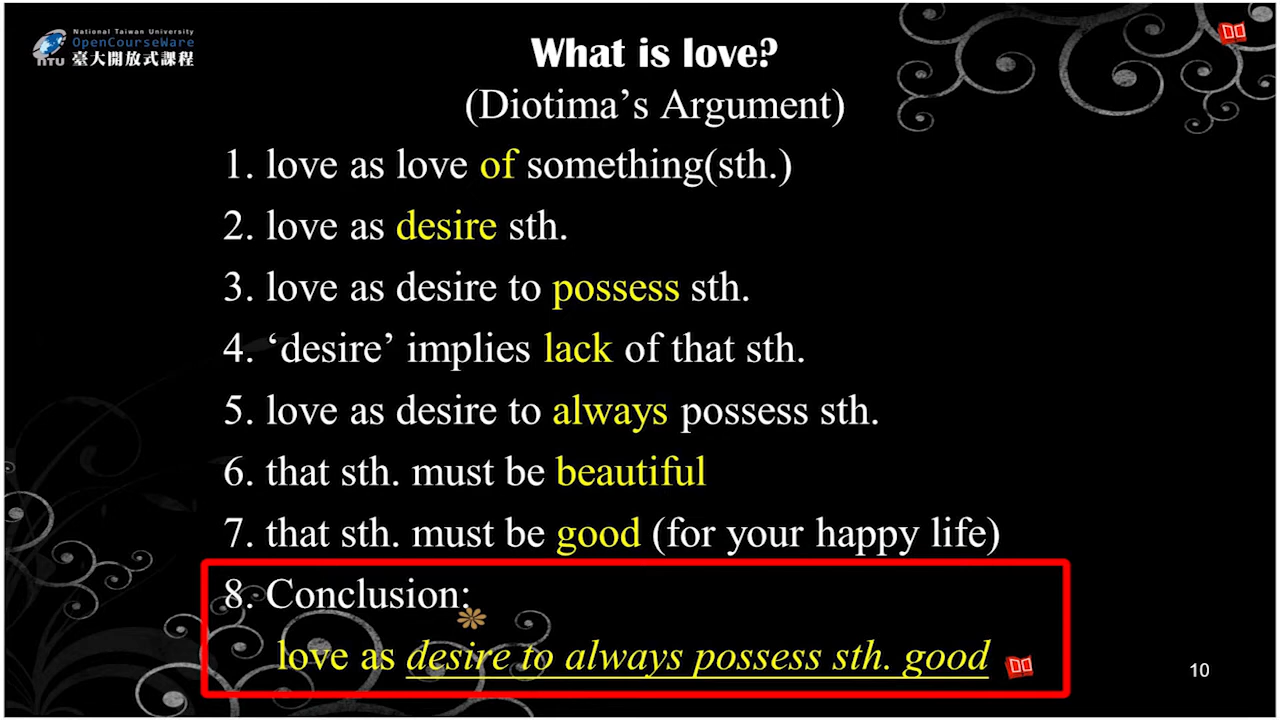 National Taiwan University
OpenCourseWare
NTU 臺大開放式課程
What is love?
(Diotima’s Argument)
1. love as love of something(sth.)
2. love as desire sth.
3. love as desire to possess sth.
4. ‘desire’ implies lack of that sth.
5. love as desire to always possess sth.
6. that sth. must be beautiful
7. that sth. must be good (for your happy life)
8. Conclusion:
love as desire to always possess sth. good
10